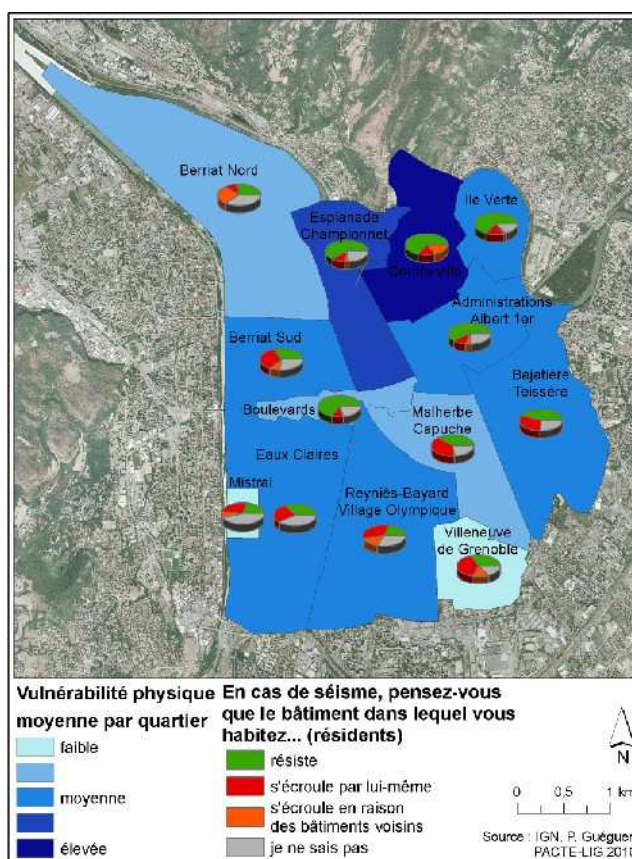 Berriat Nord
Ile Verte
Esplanade
Championnet
Centre-ville
Administrations
Albert 1er
Berriat Sud
Bajatière
Teissère
Boulevards
Malherbe
Capuche
Eaux Claires
Mistral
Reyniès-Bayard
Village Olympique
Villeneuve
de Grenoble
Vulnérabilité physique
moyenne par quartier
faible
moyenne
élevée
En cas de séisme, pensez-vous
que le bâtiment dans lequel vous
habitez... (résidents)
résiste
s'écroule par lui-même
s'écroule en raison
des bâtiments voisins
je ne sais pas
N
0 0,5 1 km
Source : IGN, P. Guéguen
PACTE-LIG 2010